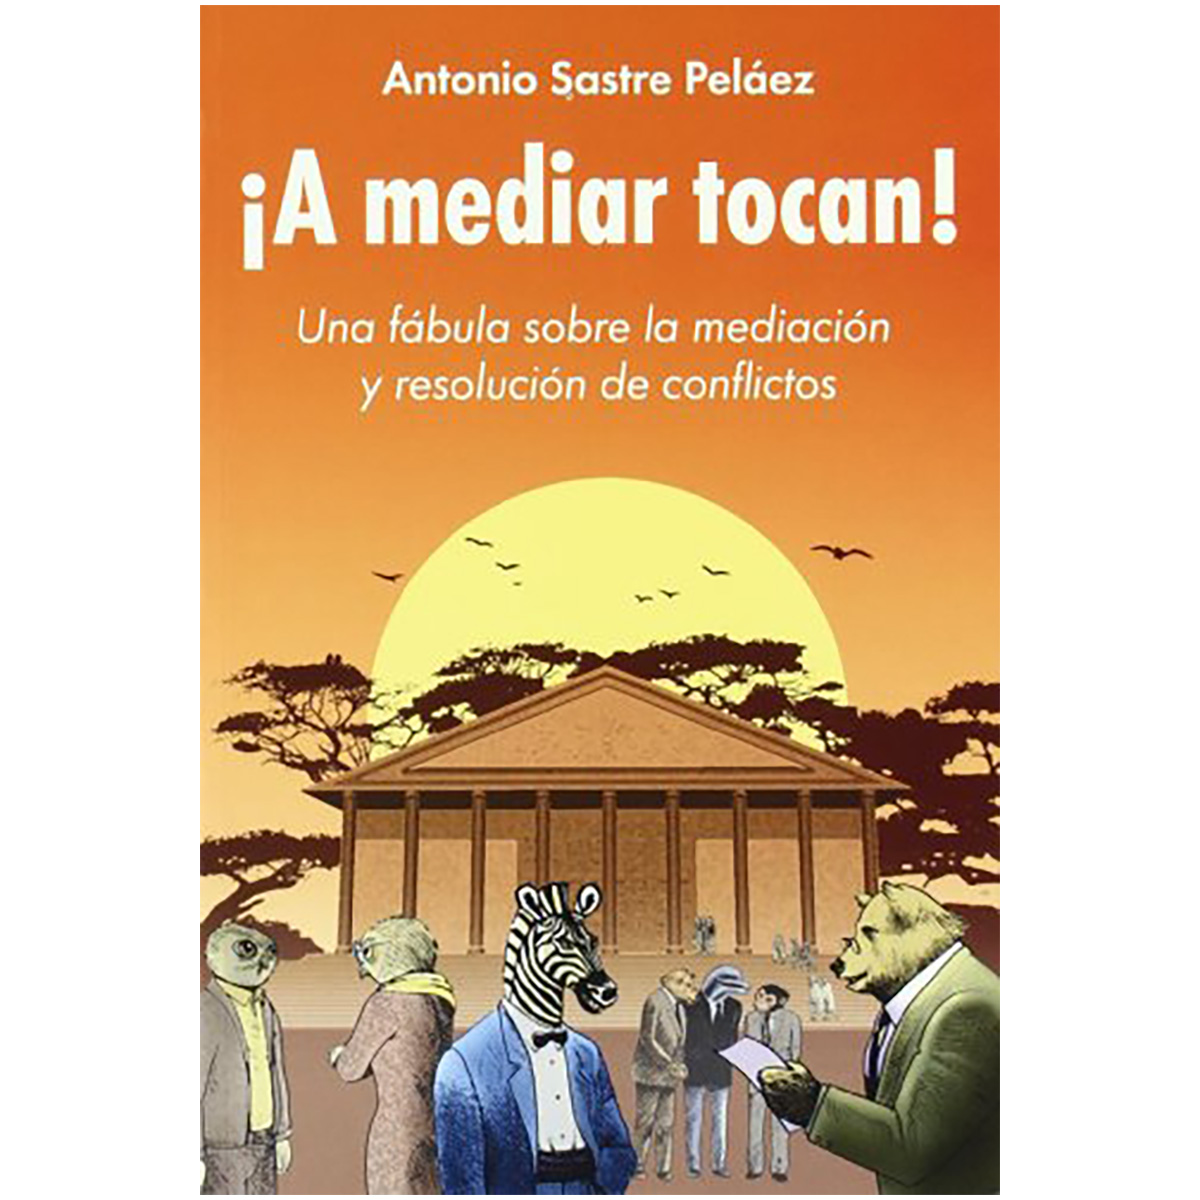 Antonio Sastre Peláez
¡A mediar tocan!
Una fábula sobre la mediación
y resolución de conflictos